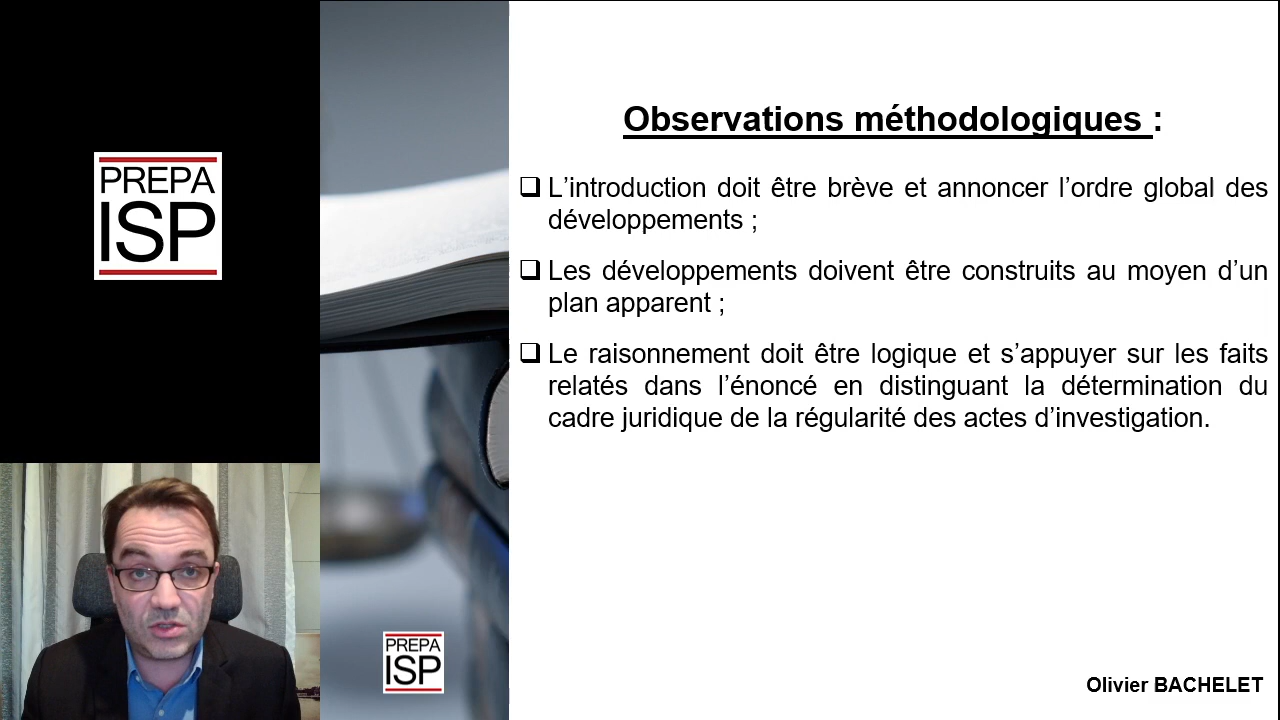 PREPA
ISP
Observations méthodologiques :
❑ L’introduction doit être brève et annoncer l’ordre global des
développements ;
❑ Les développements doivent être construits au moyen d’un
plan apparent ;
❑ Le raisonnement doit être logique et s’appuyer sur les faits
relatés dans l’énoncé en distinguant la détermination du
cadre juridique de la régularité des actes d’investigation.
PREPA
ISP
Olivier BACHELET